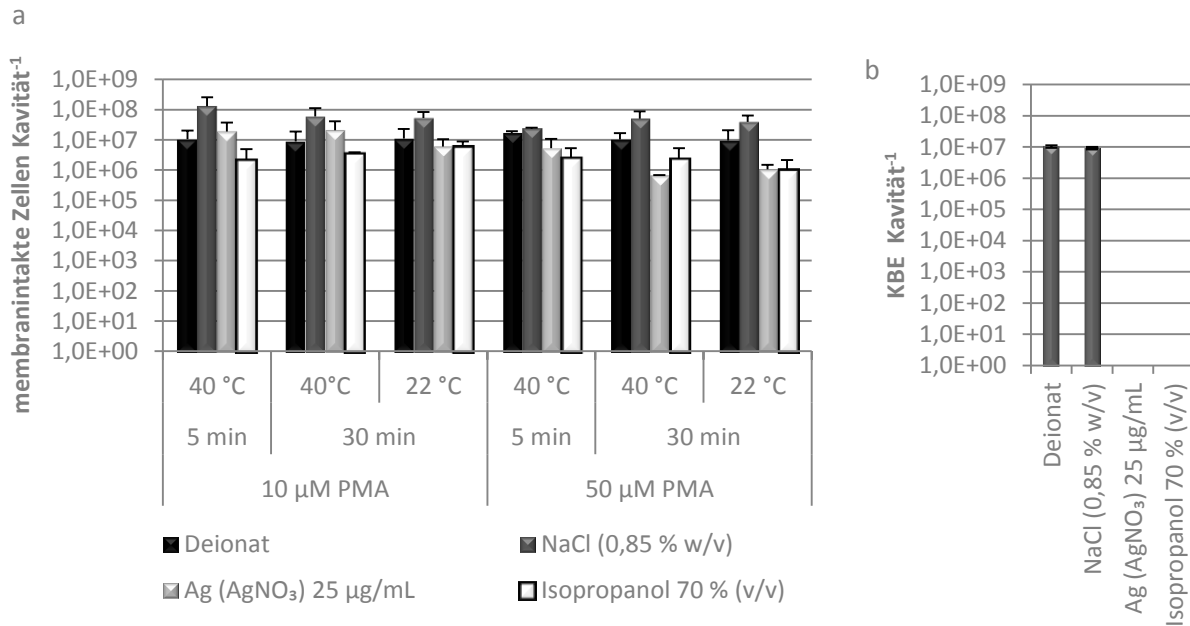 a
membranintakte Zellen Kavität-1
1,0E+09
1,0E+08
1,0E+07
1,0E+06
1,0E+05
1,0E+04
1,0E+03
1,0E+02
1,0E+01
1,0E+00
40 °C
40°C
22 °C
40 °C
40 °C
22 °C
5 min
30 min
5 min
30 min
10 µM PMA
50 µM PMA
Deionat
NaCl (0,85 % w/v)
Ag (AgNO₃) 25 µg/mL
Isopropanol 70 % (v/v)
b
KBE Kavität-1
1,0E+09
1,0E+08
1,0E+07
1,0E+06
1,0E+05
1,0E+04
1,0E+03
1,0E+02
1,0E+01
1,0E+00
Deionat
NaCl (0,85 % w/v)
Ag (AgNO₃) 25 µg/mL
Isopropanol 70 % (v/v)